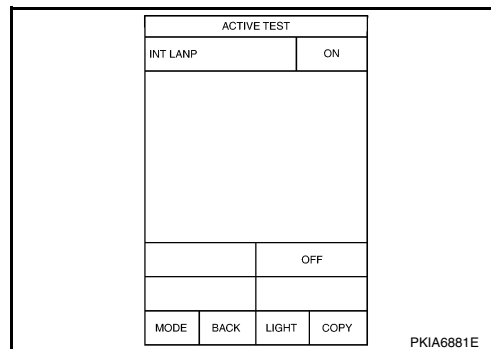 ACTIVE TEST
INT LANP ON
OFF
MODE BACK LIGHT COPY
PKIA6881E